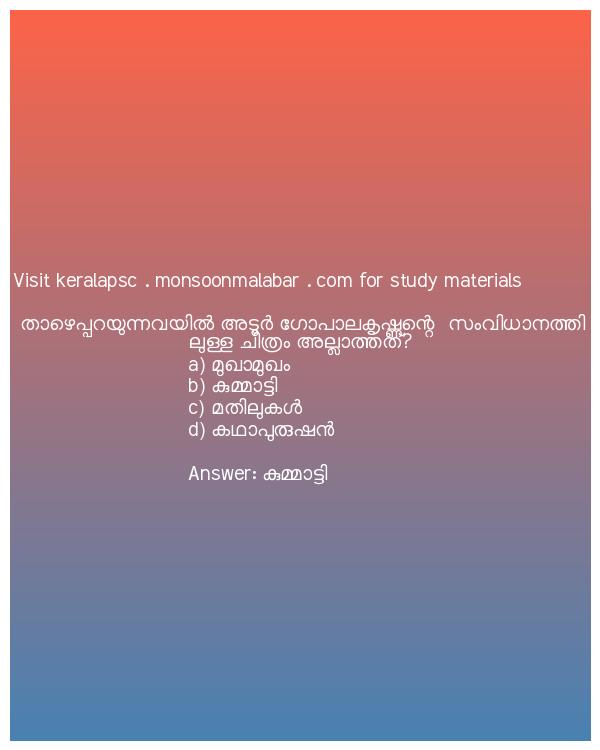 Visit keralapsc . monsoonmalabar . com for study materials
താഴെപ്പറയുന്നവയിൽ അടൂർ ഗോപാലകൃഷ്ണന്റെ സംവിധാനത്തി
ലുള്ള ചിത്രം അല്ലാത്തത്?
a) മുഖാമുഖം
b) കുമ്മാട്ടി
c) മതിലുകൾ
d) കഥാപുരുഷൻ
Answer: കുമ്മാട്ടി